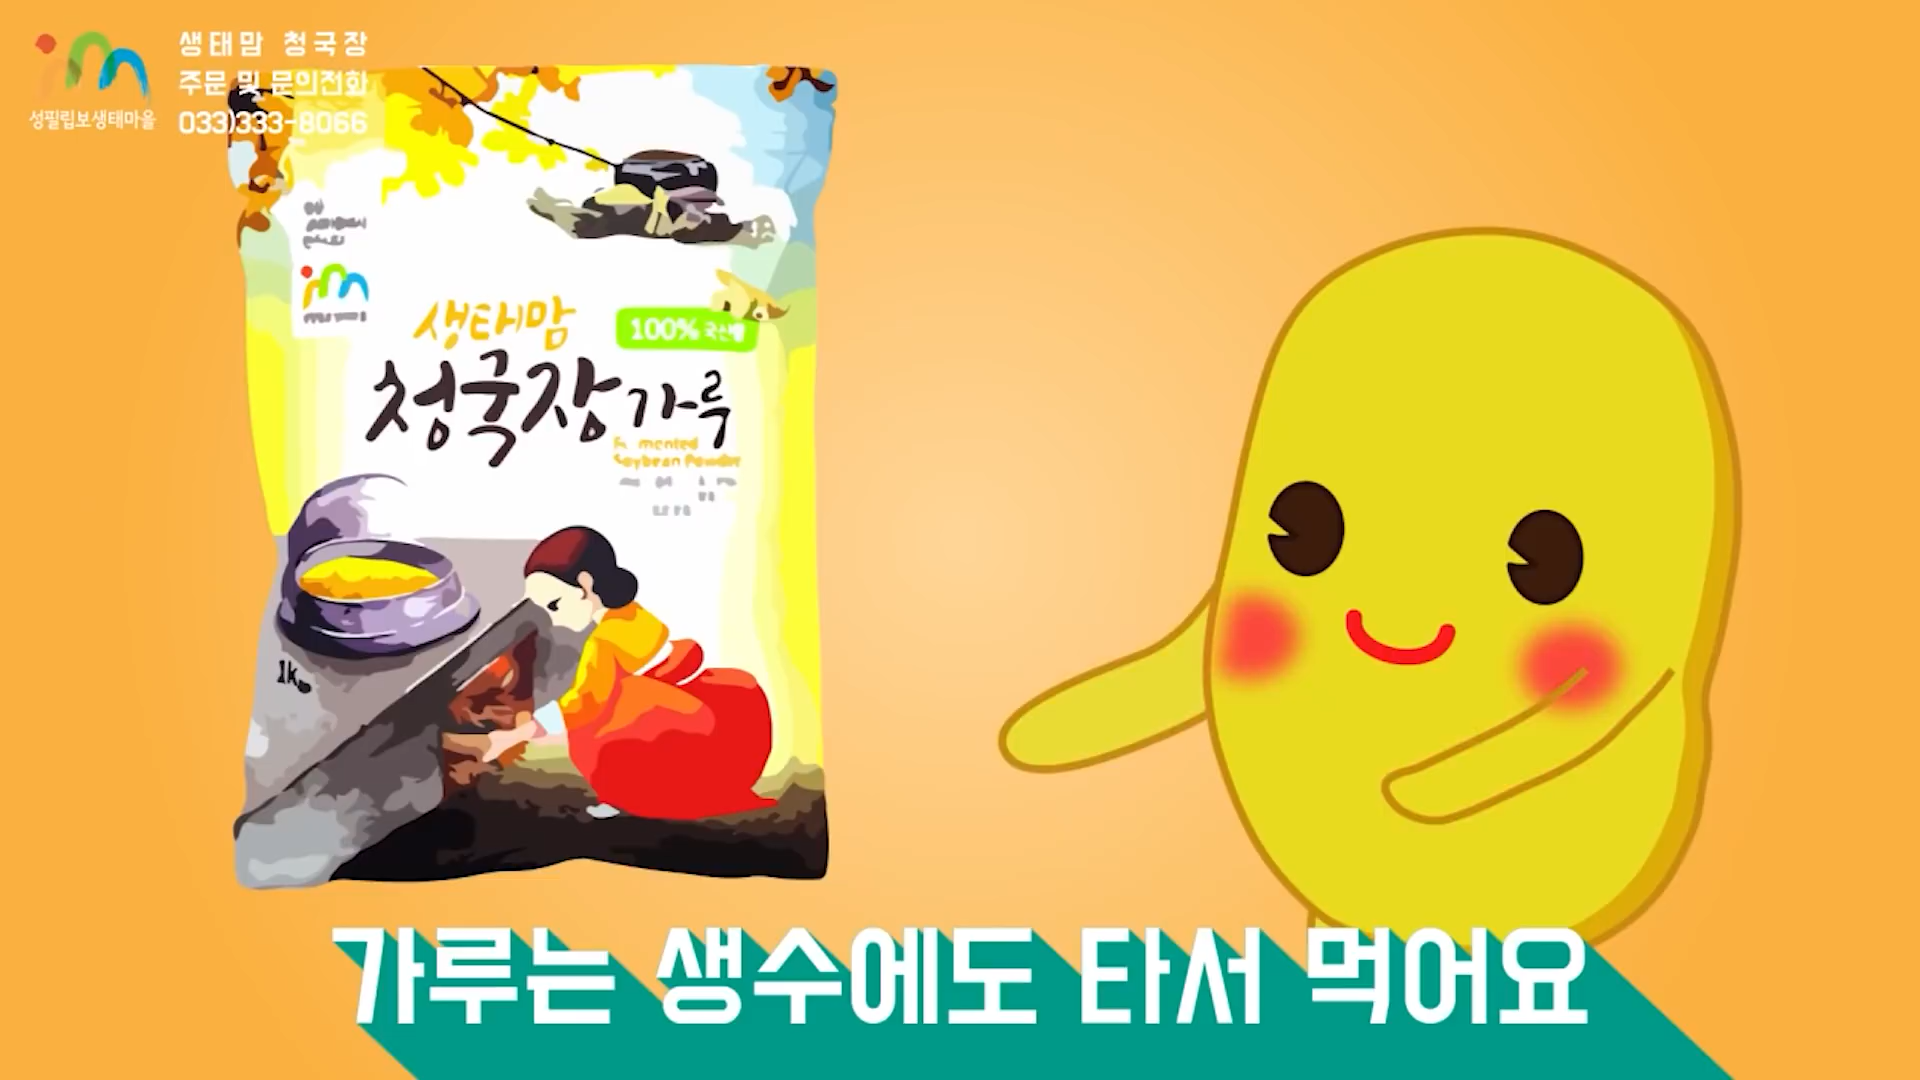 생태맘 청국장
주문 및 문의전화
033)333-8066
성필립보생태마을
생태맘
100% 국산콩
청국장가루
Soybean Powder
가루는 생수에도 타서 먹어요